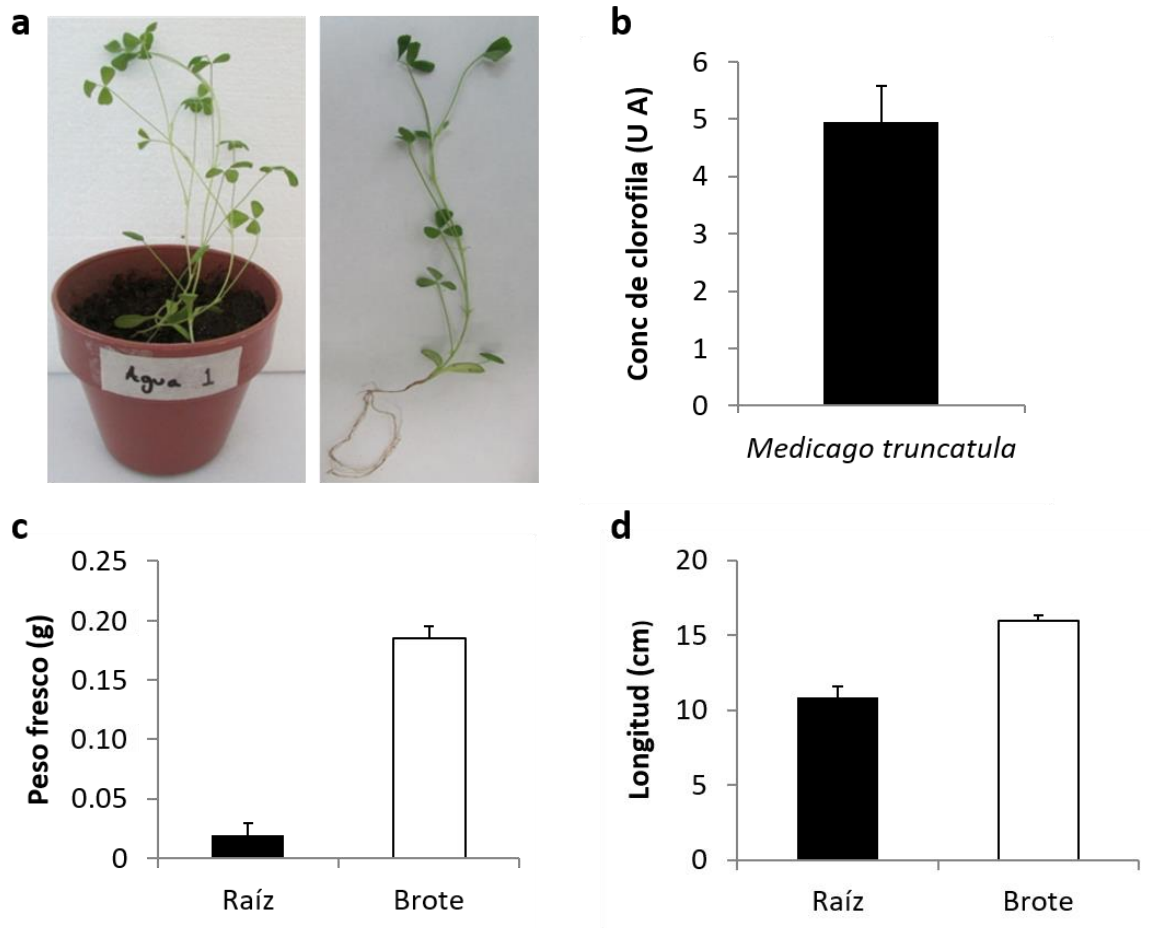 a
Agua 1
b
Conc de clorofila (U A)
6
5
4
3
2
1
0
Medicago truncatula
c
Peso fresco (g)
0.25
0.20
0.15
0.10
0.05
0
Raíz Brote
d
Longitud (cm)
20
15
10
5
0
Raíz Brote